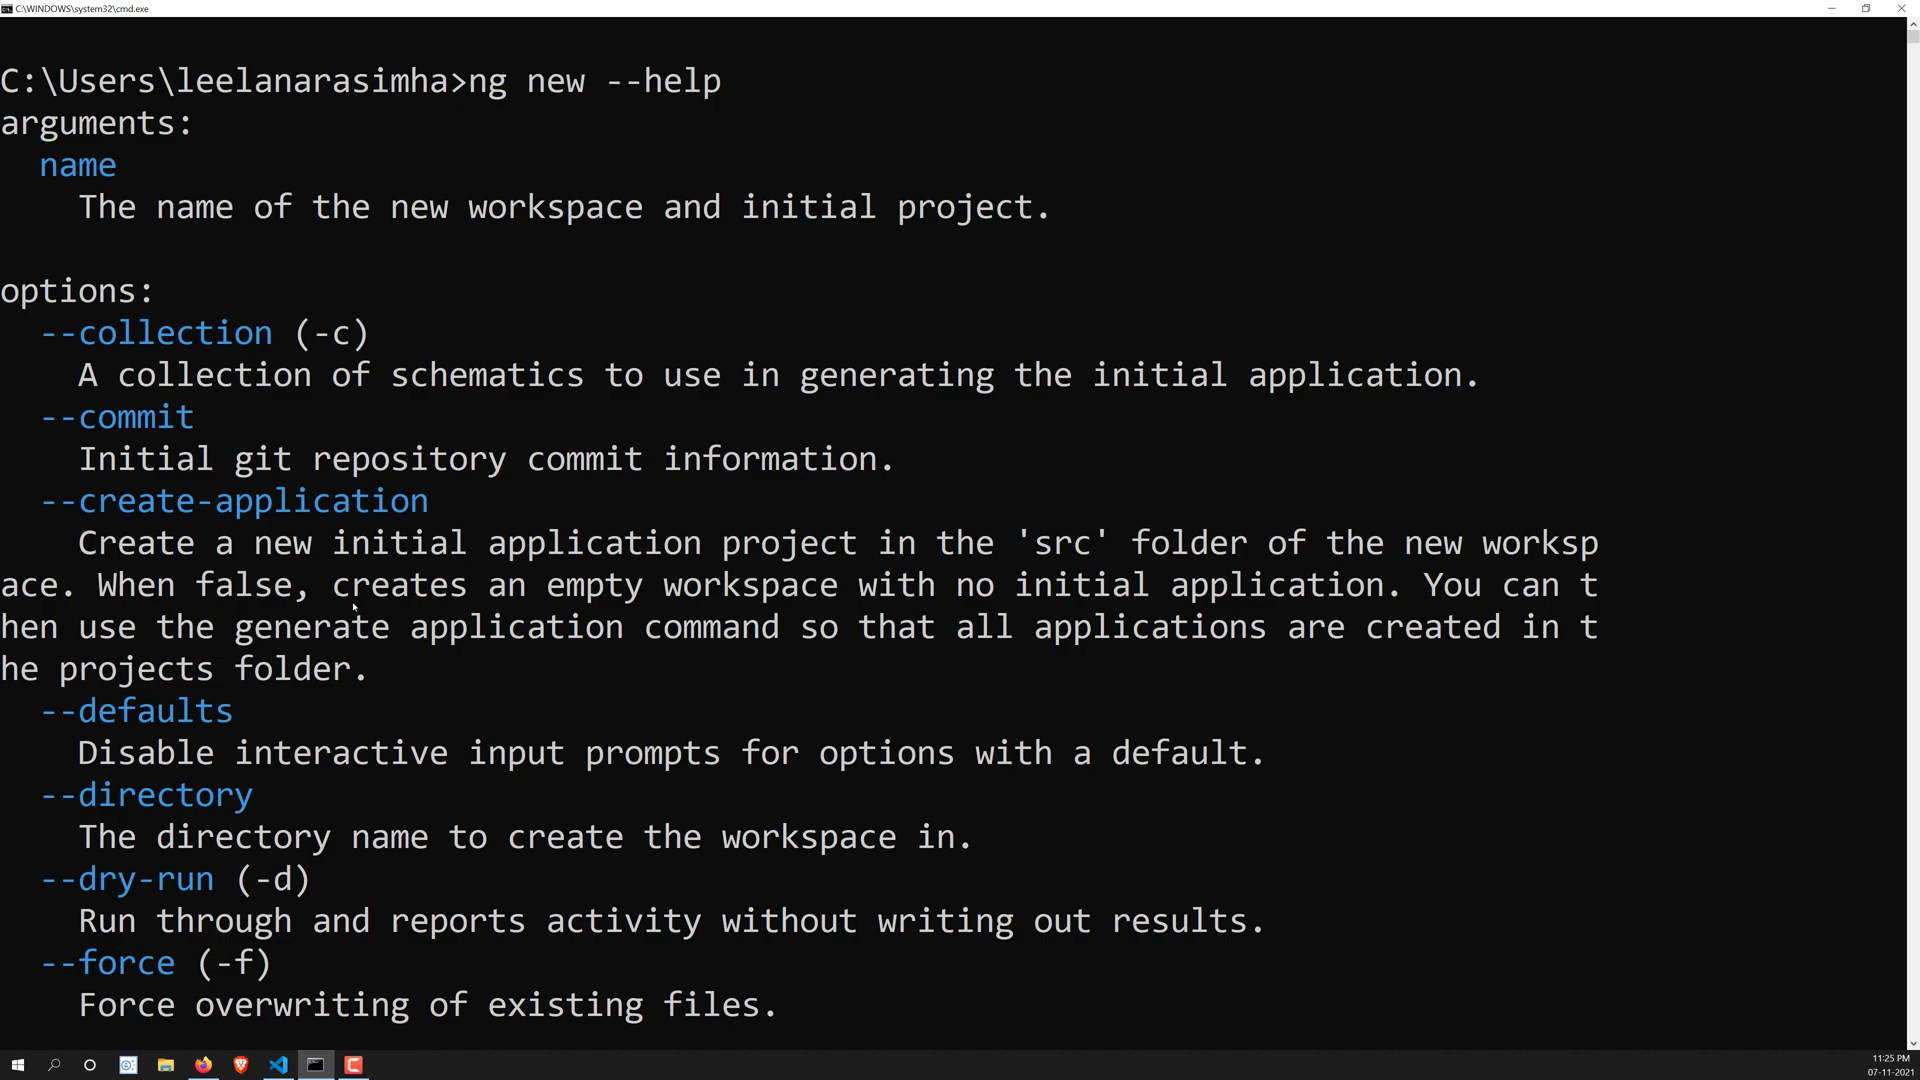 C:\WINDOWS\system32\cmd.exe
C:\Users\leelanarasimha>ng new --help
arguments:
name
The name of the new workspace and initial project.
options:
--collection (-c)
A collection of schematics to use in generating the initial application.
--commit
Initial git repository commit information.
--create-application
Create a new initial application project in the 'src' folder of the new worksp
ace. When false, creates an empty workspace with no initial application. You can t
hen use the generate application command so that all applications are created in t
he projects folder.
--defaults
Disable interactive input prompts for options with a default.
--directory
The directory name to create the workspace in.
--dry-run (-d)
Run through and reports activity without writing out results.
--force (-f)
Force overwriting of existing files.
11:25 PM
07-11-2021